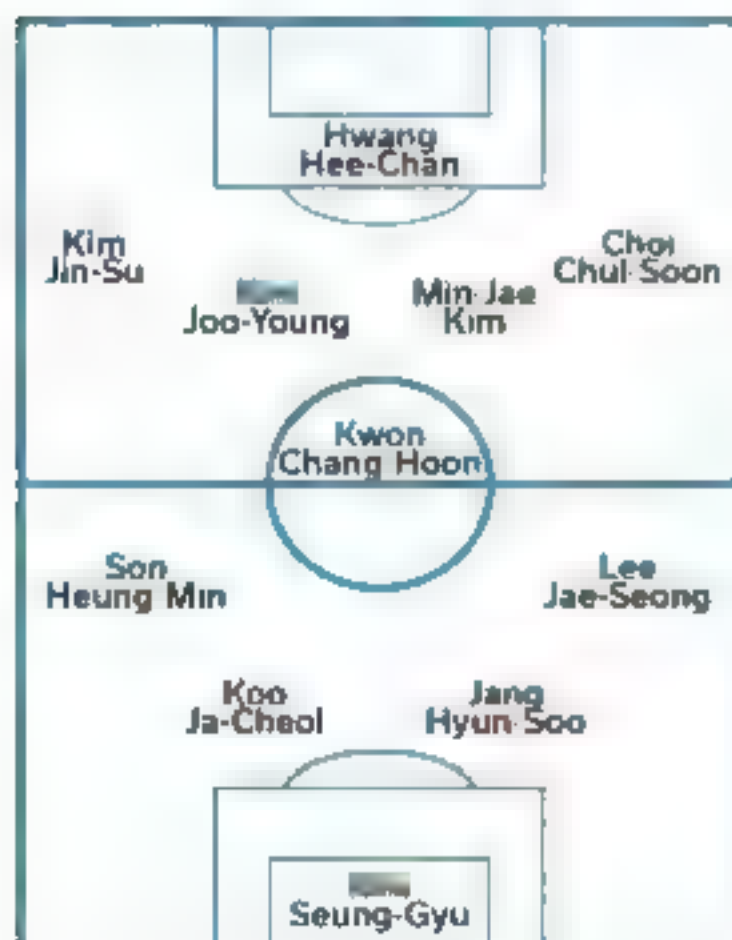 Hwang
Hee-Chan
Kim
Jin-Su
Choi
Chul Soon
Joo-Young
Min Jae
Kim
Kwon
Chang Hoon
Son
Heung Min
Lee
Jae-Seong
Koo
Ja-Cheol
Jang
Hyun Soo
Seung-Gyu